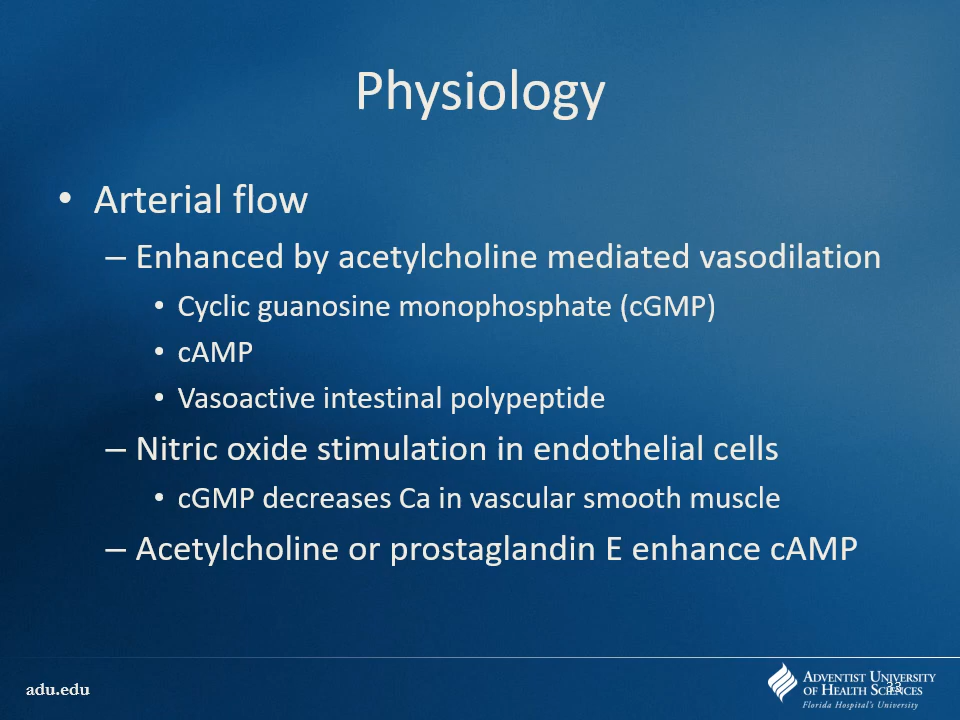 Physiology
• Arterial flow
– Enhanced by acetylcholine mediated vasodilation
• Cyclic guanosine monophosphate (cGMP)
• cAMP
• Vasoactive intestinal polypeptide
– Nitric oxide stimulation in endothelial cells
• cGMP decreases Ca in vascular smooth muscle
– Acetylcholine or prostaglandin E enhance cAMP
adu.edu
ADVENTIST UNIVERSITY
OF HEALTH SCIENCES
Florida Hospital's University
33